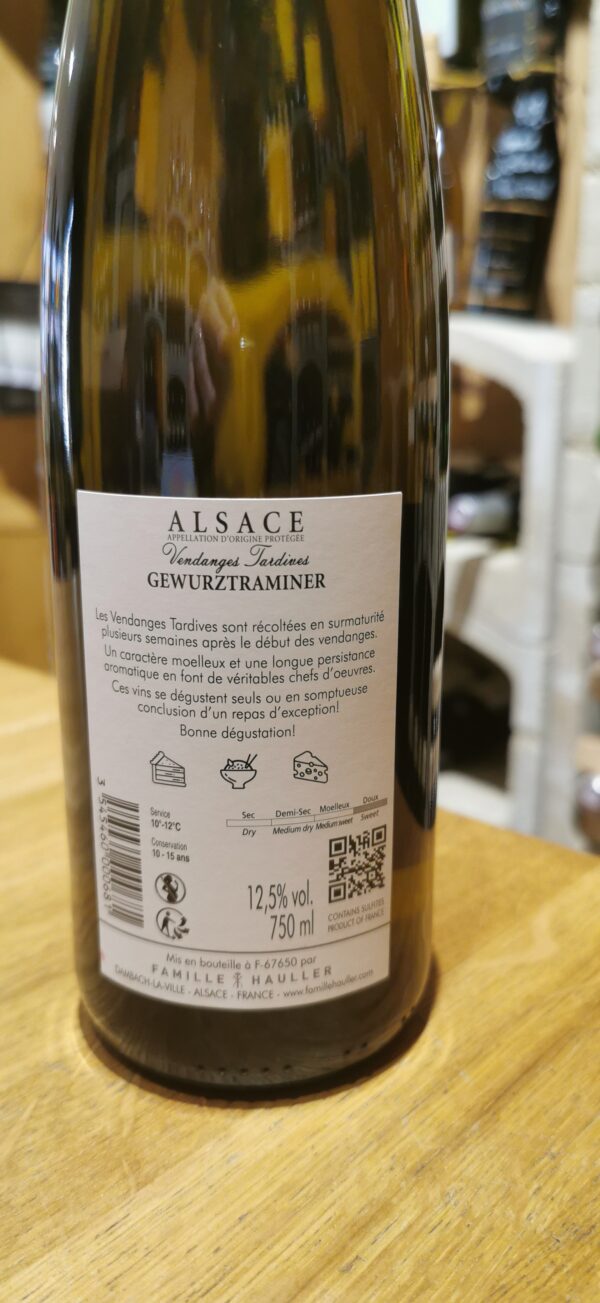 ALSACE
APPELLATION D'ORIGINE PROTÉGÉE
Vendanges Tardives
GEWURZTRAMINER
Les Vendanges Tardives sont récoltées en surmaturité
plusieurs semaines après le début des vendanges.
Un caractère moelleux et une longue persistance
aromatique en font de véritables chefs d'oeuvres.
Ces vins se dégustent seuls ou en somptueuse
conclusion d'un repas d'exception!
Bonne dégustation!
Service
10°-12°C
Conservation
10 - 15 ans
Sec Demi-Sec Moelleux Doux
Dry Medium dry Medium sweet Sweet
12,5% vol.
750 ml
CONTAINS SULFITES
PRODUCT OF FRANCE
Mis en bouteille à F-67650 par
FAMILLE HAULLER
DAMBACH-LA-VILLE - ALSACE - FRANCE - www.famillehauller.com